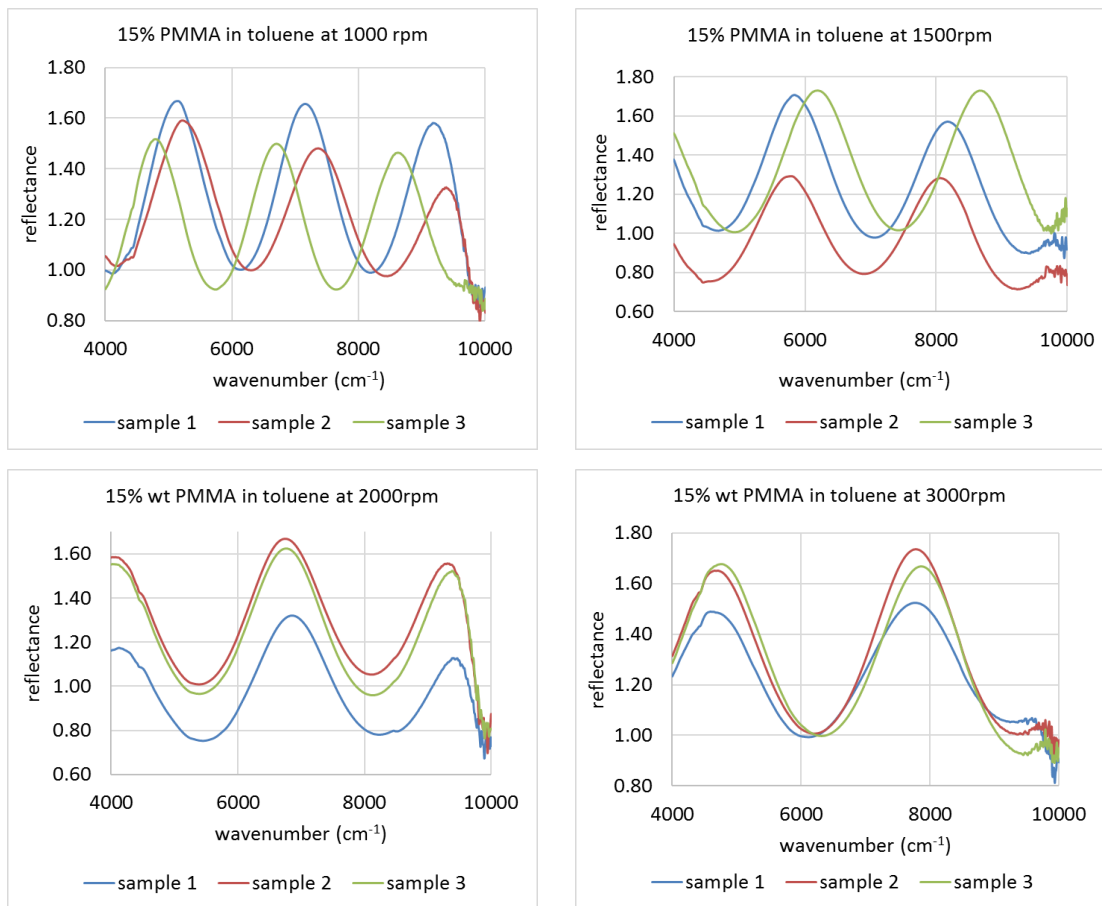 15% PMMA in toluene at 1000 rpm
1.80
1.60
1.40
1.20
1.00
0.80
reflectance
4000 6000 8000 10000
wavenumber (cm-1)
sample 1 sample 2 sample 3
15% PMMA in toluene at 1500rpm
1.80
1.60
1.40
1.20
1.00
0.80
0.60
reflectance
4000 6000 8000 10000
wavenumber (cm-1)
sample 1 sample 2 sample 3
15% wt PMMA in toluene at 2000rpm
1.60
1.40
1.20
1.00
0.80
0.60
reflectance
4000 6000 8000 10000
wavenumber (cm-1)
sample 1 sample 2 sample 3
15% wt PMMA in toluene at 3000rpm
1.80
1.60
1.40
1.20
1.00
0.80
reflectance
4000 6000 8000 10000
wavenumber (cm-1)
sample 1 sample 2 sample 3